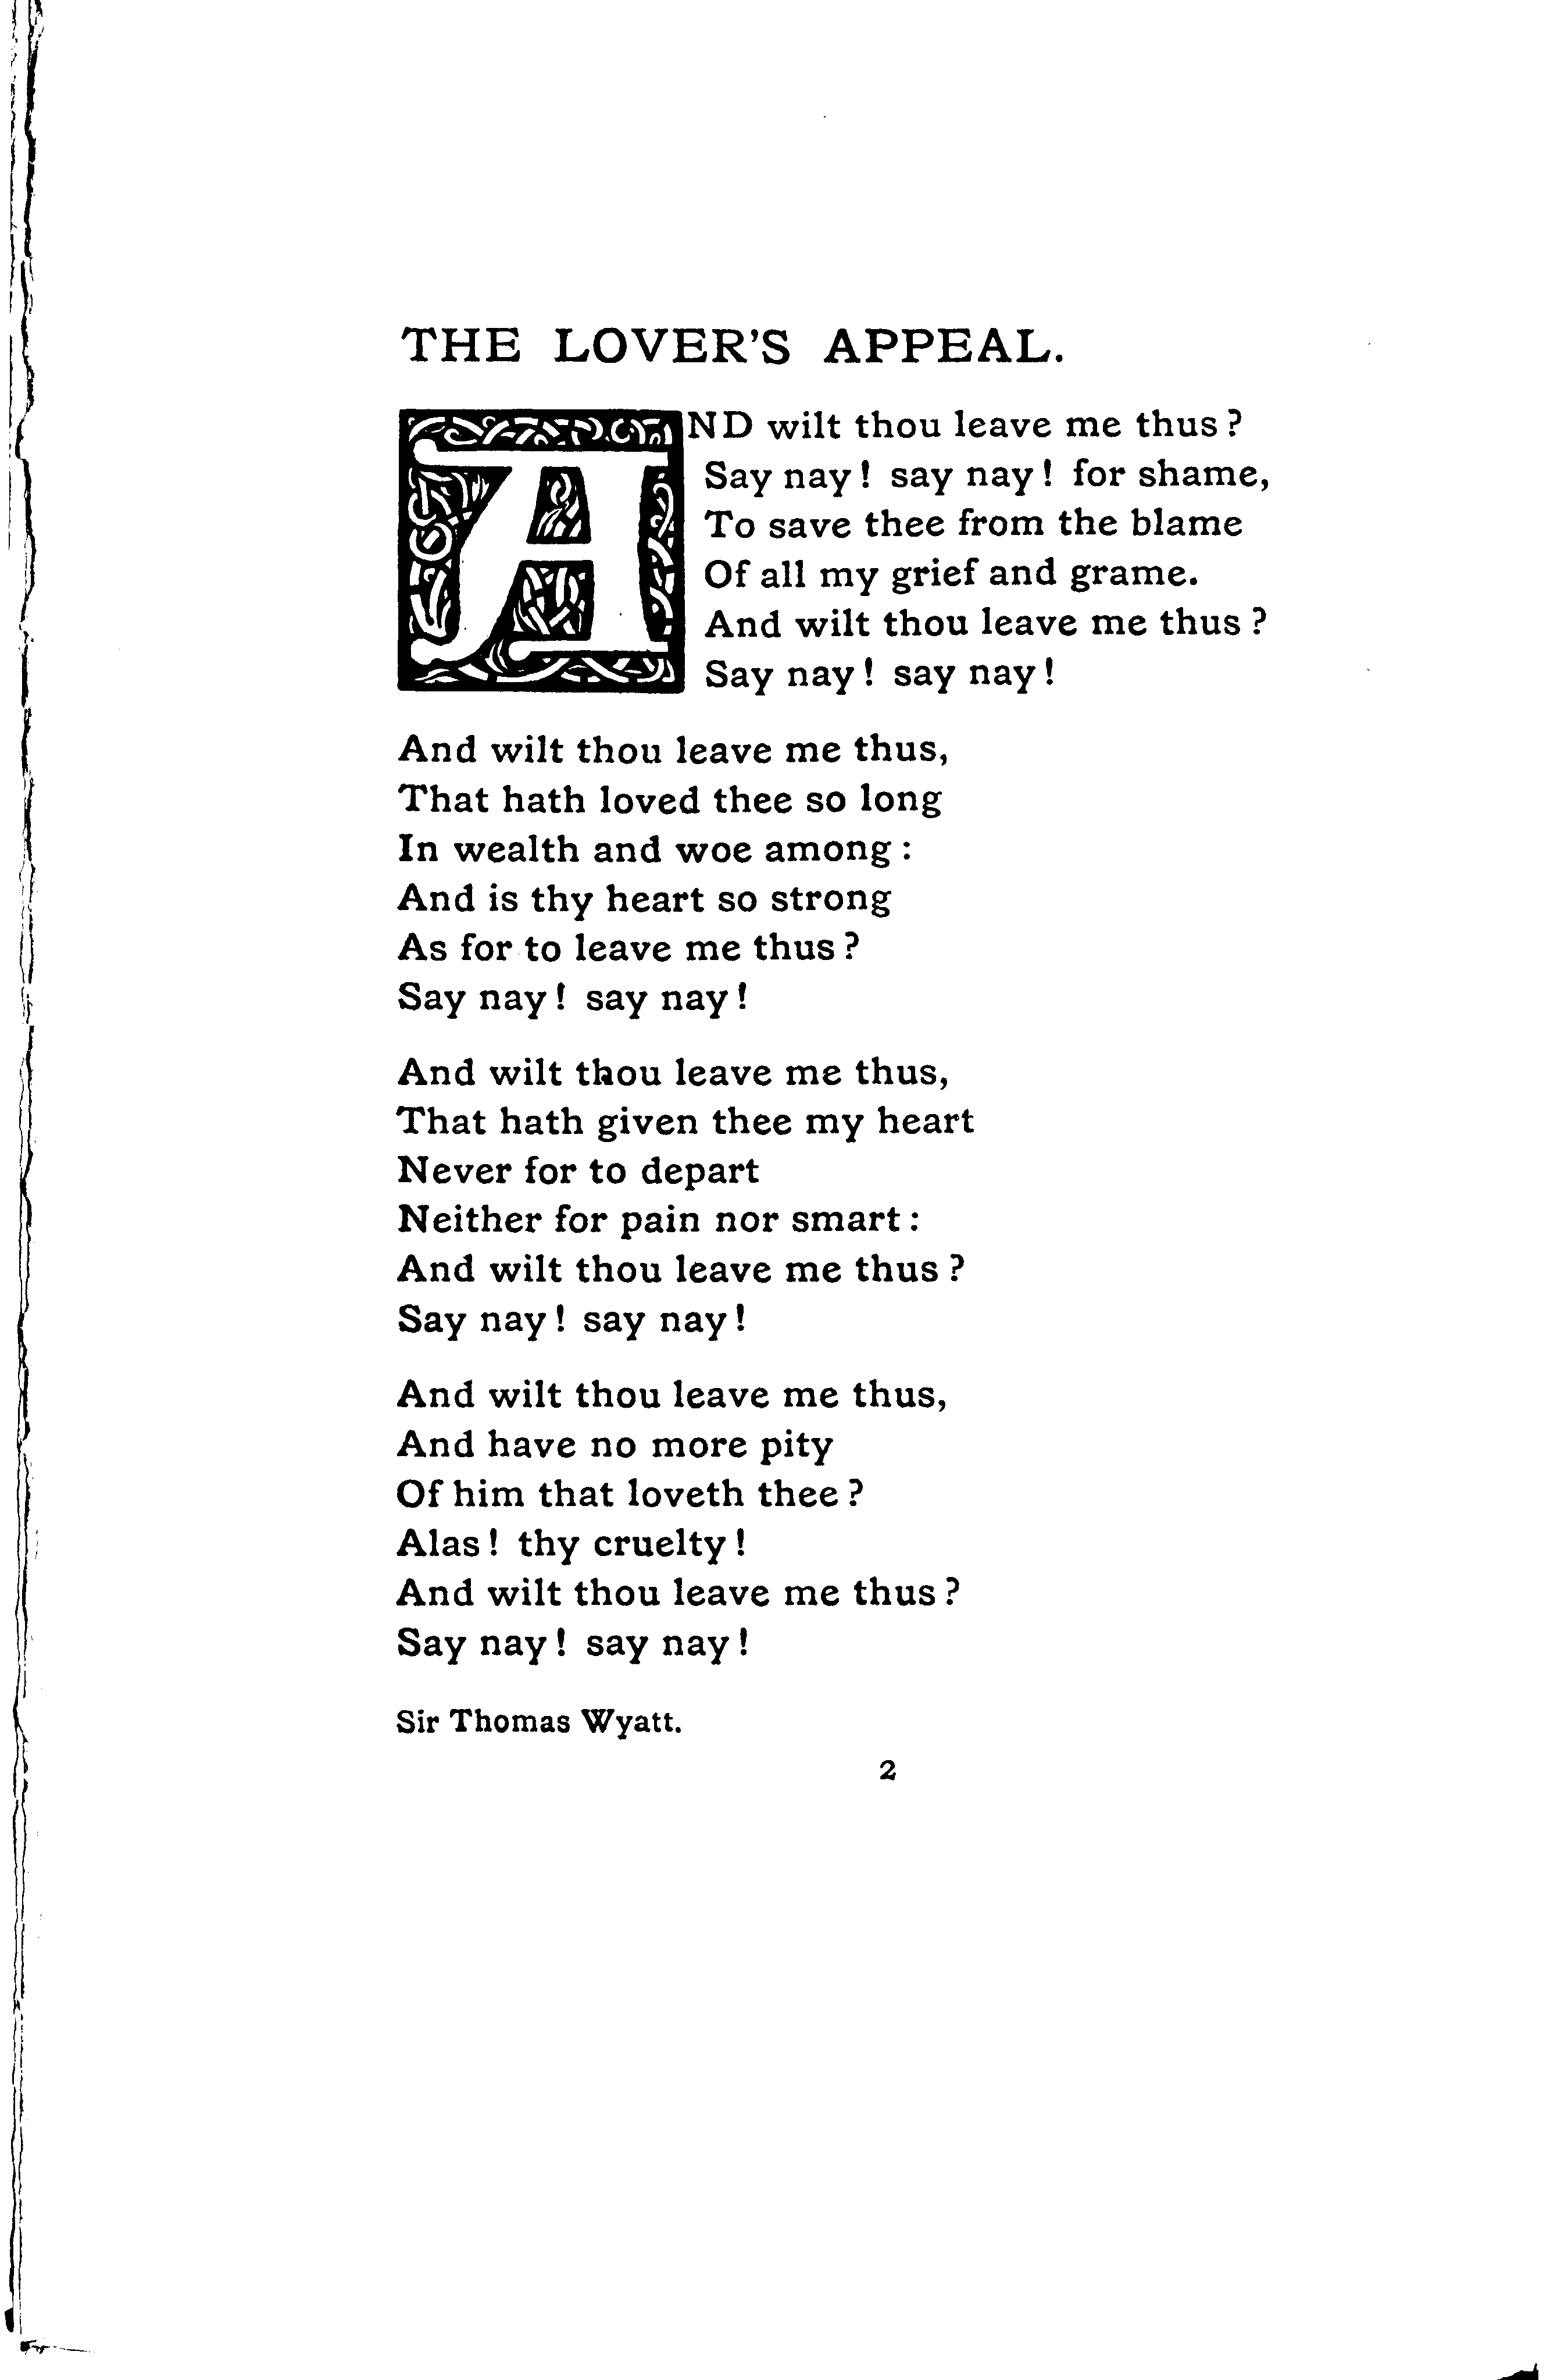 THE LOVER'S APPEAL.
AND wilt thou leave me thus?
Say nay! say nay! for shame,
To save thee from the blame
Of all my grief and grame.
And wilt thou leave me thus?
Say nay! say nay!
And wilt thou leave me thus,
That hath loved thee so long
In wealth and woe among:
And is thy heart so strong
As for to leave me thus?
Say nay! say nay!
And wilt thou leave me thus,
That hath given thee my heart
Never for to depart
Neither for pain nor smart:
And wilt thou leave me thus?
Say nay! say nay!
And wilt thou leave me thus,
And have no more pity
Of him that loveth thee?
Alas! thy cruelty!
And wilt thou leave me thus?
Say nay! say nay!
Sir Thomas Wyatt.
2